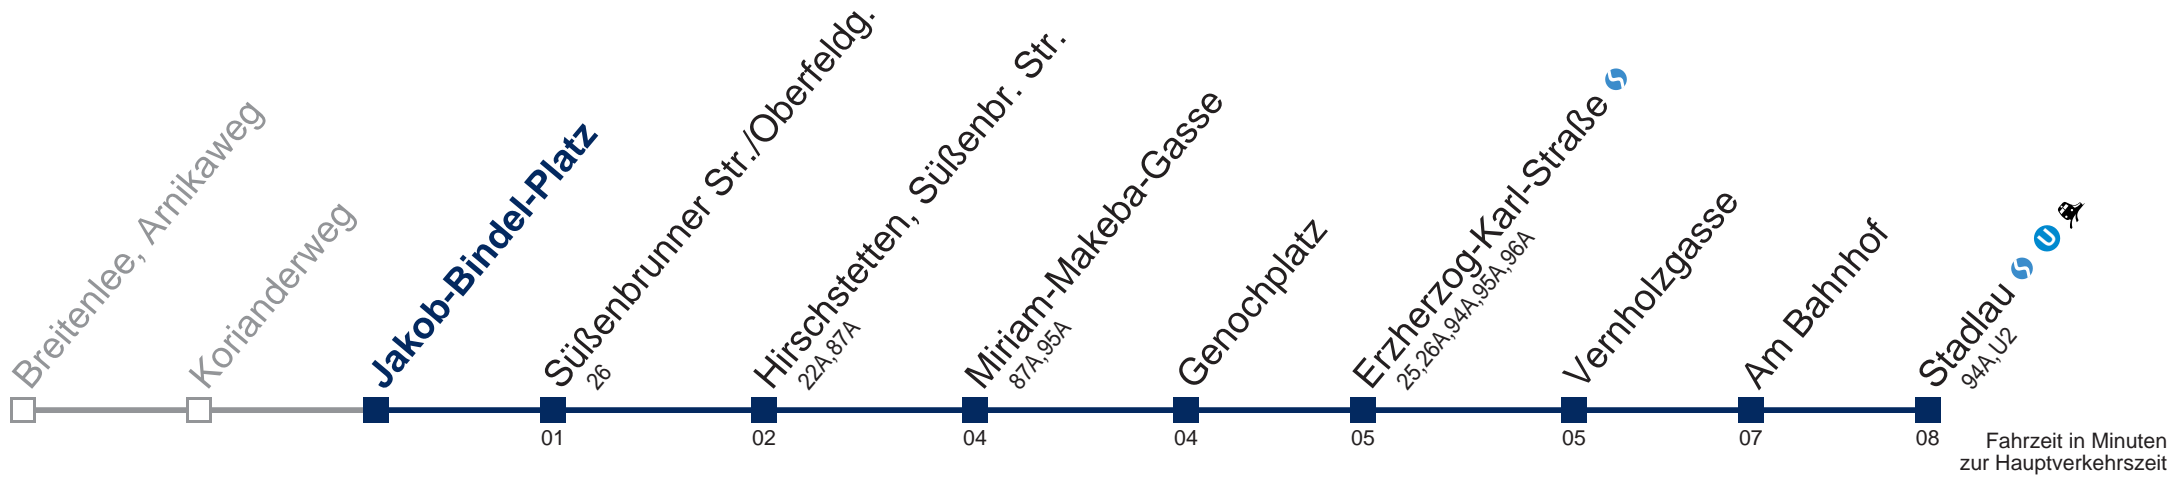 Breitenlee, Arnikaweg
Korianderweg
Jakob-Bindel-Platz
Süßenbrunner Str./Oberfeldg.
26
Hirschstetten, Süßenbr. Str.
22A,87A
Miriam-Makeba-Gasse
87A,95A
Genochplatz
Erzherzog-Karl-Straße S
25,26A,94A,95A,96A
Vernholzgasse
Am Bahnhof
Stadlau S U
94A,U2
01
02
04
04
05
05
07
08
Fahrzeit in Minuten
zur Hauptverkehrszeit